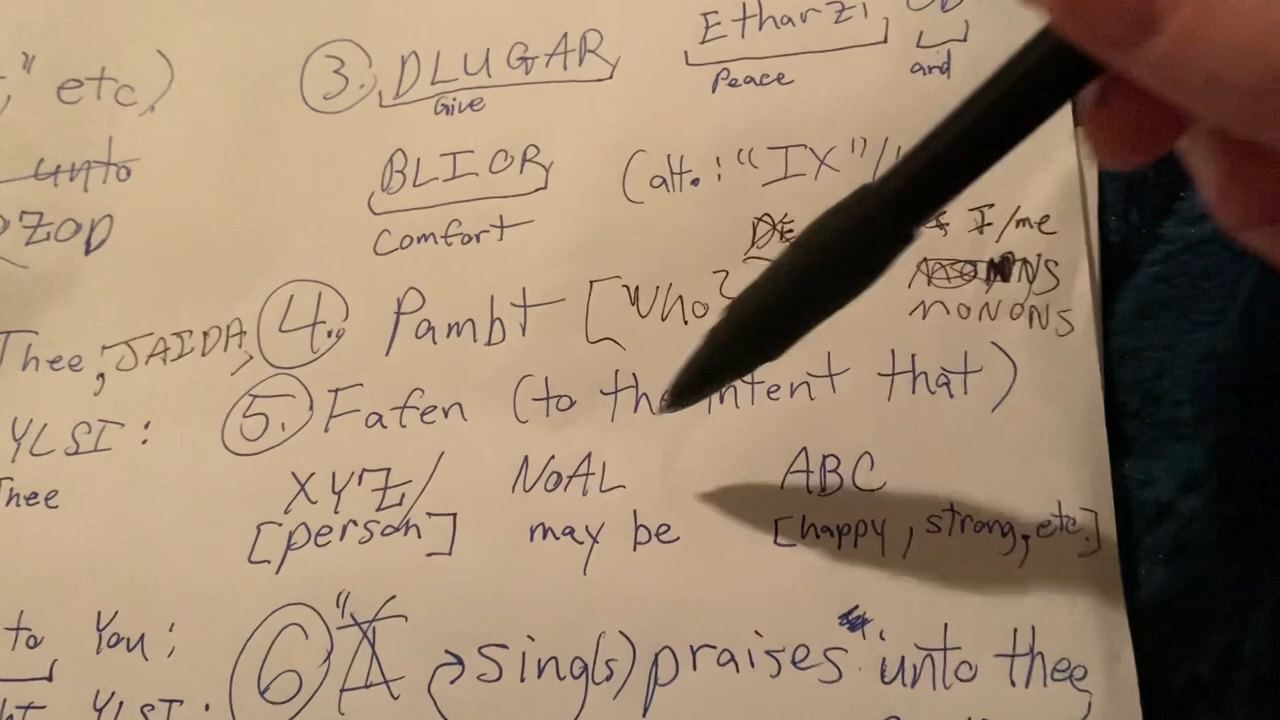 " etc)
3. DLUGAR Etharzi,
Give Peace and
unto
BLIOR (alt.: "IX"/
Comfort
ZOD
I/me
NS
4. Pambt [Who? MONONS
Thee; JAIDA,
5. Fafen (to the intent that)
YLSI:
Thee
XYZ/ NOAL ABC
[person] may be [happy, strong, etc.]
to You;
6. sing(s) praises unto thee
YLSI: